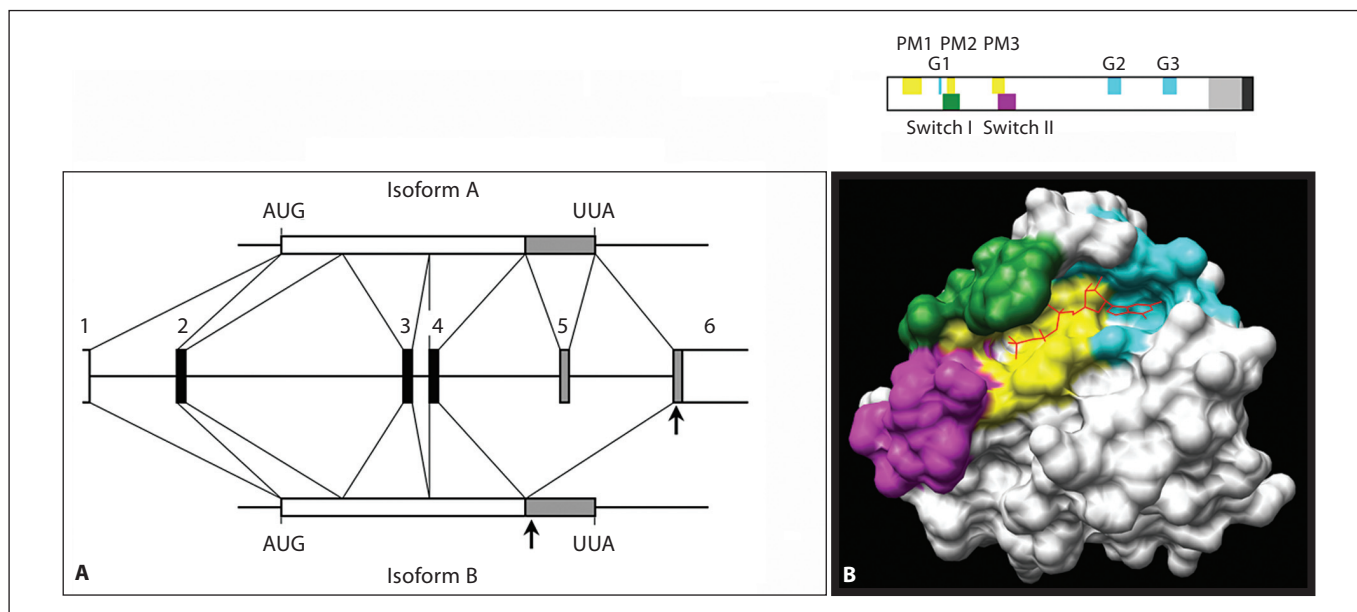 PM1 PM2 PM3
G1 G2 G3
Switch I Switch II
Isoform A
AUG UUA
1 2 3 4 5 6
AUG UUA
A Isoform B
B